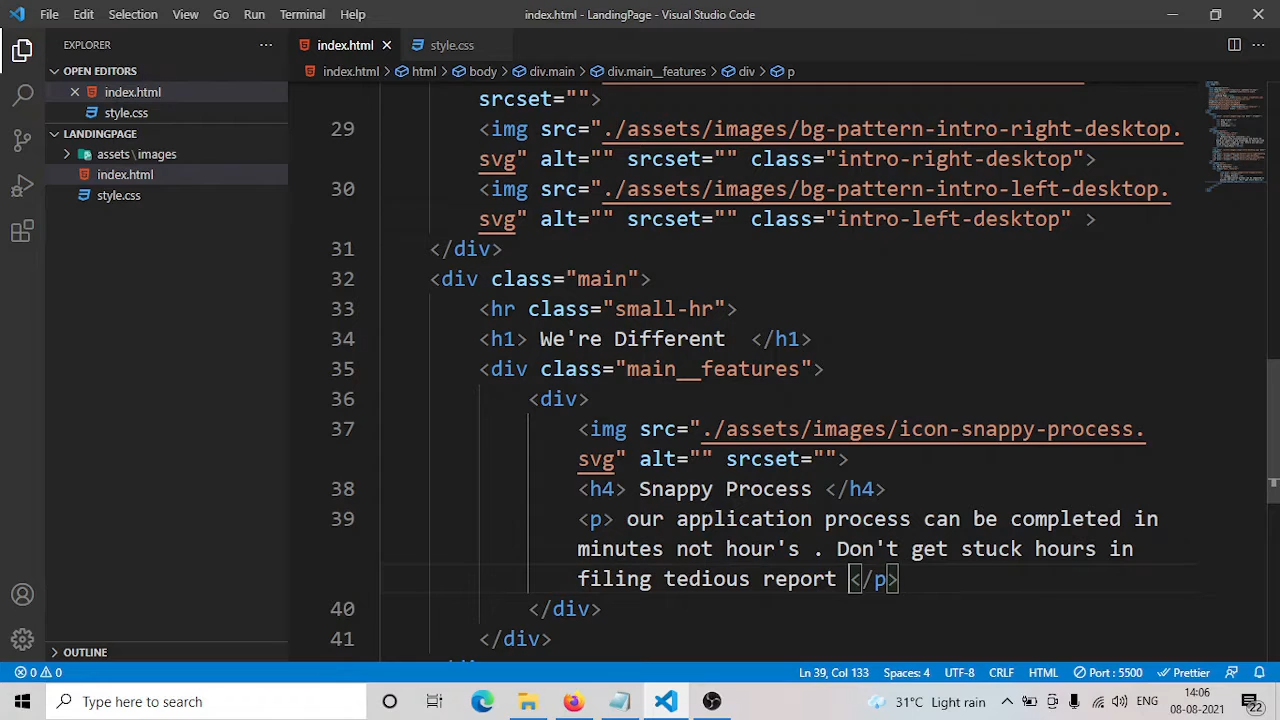 File Edit Selection View Go Run Terminal Help
index.html - LandingPage - Visual Studio Code
EXPLORER
index.html
style.css
OPEN EDITORS
index.html > html > body > div.main > div.main__features > div > p
index.html
style.css
LANDINGPAGE
assets\images
index.html
style.css
srcset="">
29 <img src="./assets/images/bg-pattern-intro-right-desktop.
svg" alt="" srcset="" class="intro-right-desktop">
30 <img src="./assets/images/bg-pattern-intro-left-desktop.
svg" alt="" srcset="" class="intro-left-desktop" >
31 </div>
32 <div class="main">
33 <hr class="small-hr">
34 <h1> We're Different  </h1>
35 <div class="main__features">
36 <div>
37 <img src="./assets/images/icon-snappy-process.
svg" alt="" srcset="">
38 <h4> Snappy Process </h4>
39 <p> our application process can be completed in
minutes not hour's . Don't get stuck hours in
filing tedious report </p>
40 </div>
41 </div>
OUTLINE
0 0
Ln 39, Col 133 Spaces: 4 UTF-8 CRLF HTML Port : 5500 Prettier
Type here to search
31°C Light rain ENG 14:06
08-08-2021
22